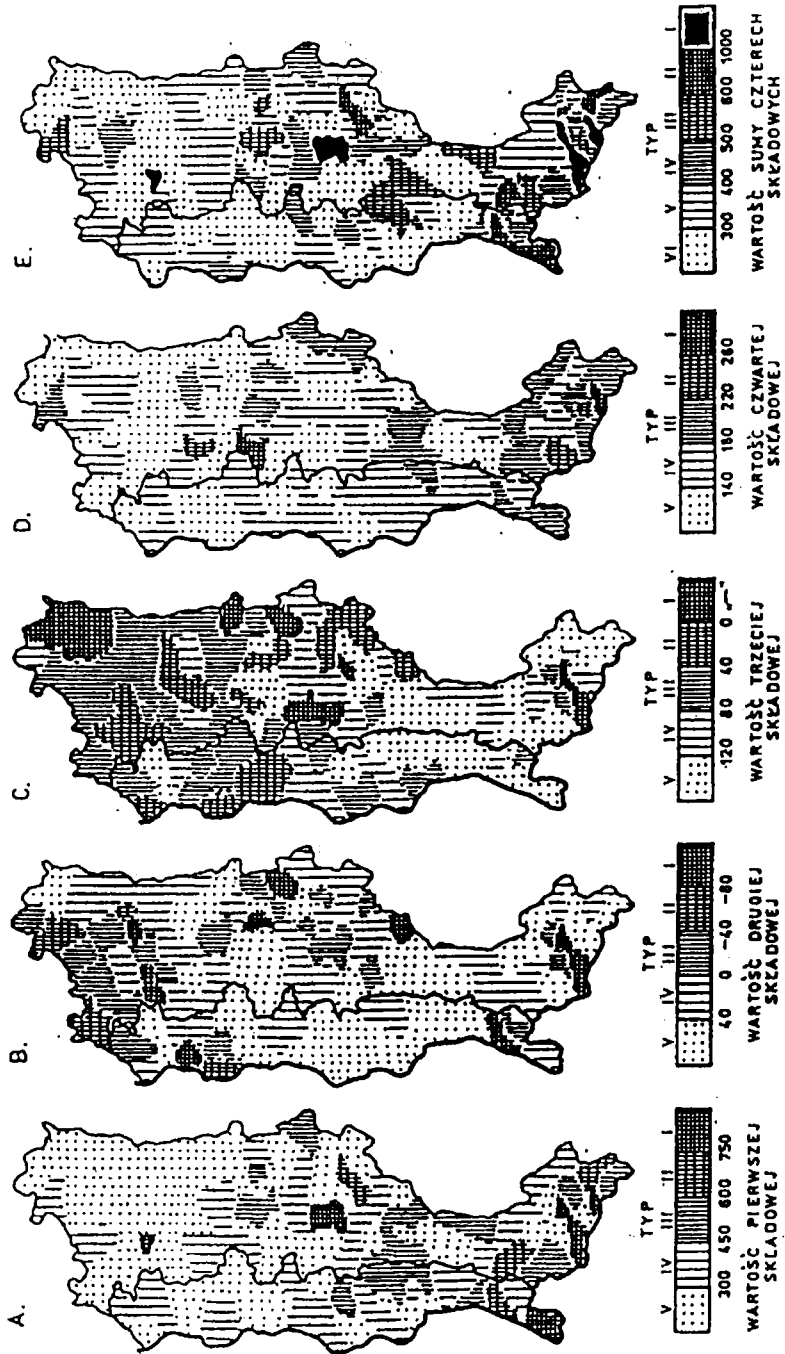 A.
B.
C.
D.
E.
TYP
V IV III II I
300 450 600 750
WARTOŚĆ PIERWSZEJ
SKŁADOWEJ
TYP
V IV III II I
40 0 -40 -80
WARTOŚĆ DRUGIEJ
SKŁADOWEJ
TYP
V IV III II I
120 80 40 0
WARTOŚĆ TRZECIEJ
SKŁADOWEJ
TYP
V IV III II I
140 180 220 260
WARTOŚĆ CZWARTEJ
SKŁADOWEJ
TYP
VI V IV III II I
300 400 500 800 1000
WARTOŚĆ SUMY CZTERECH
SKŁADOWYCH